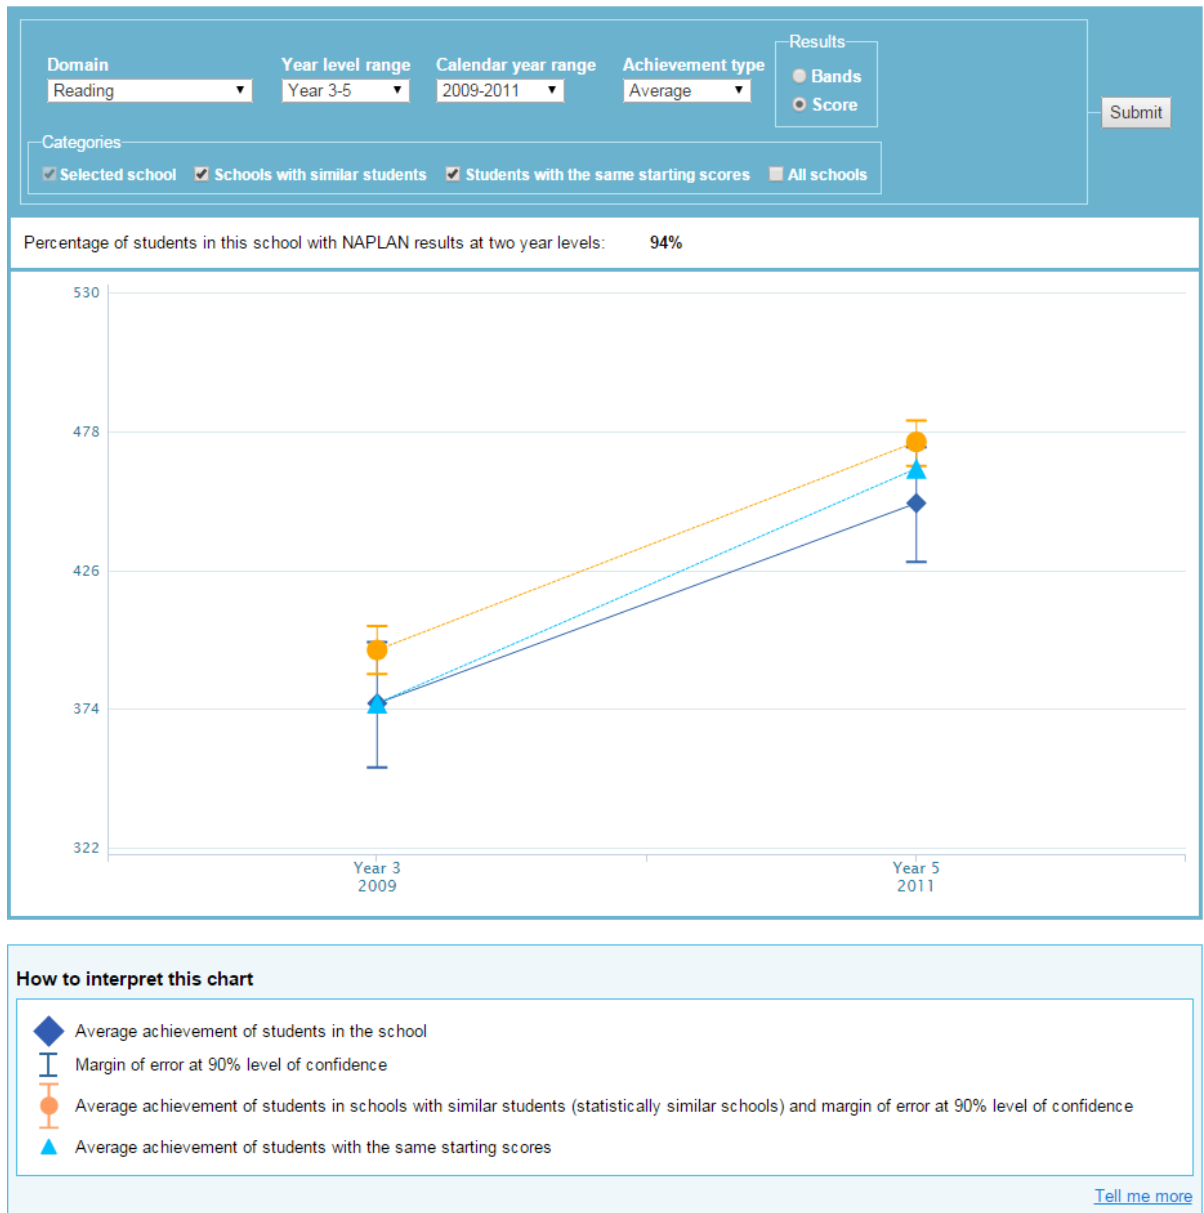 Results
Domain Year level range Calendar year range Achievement type
Bands
Reading Year 3-5 2009-2011 Average
Score
Submit
Categories
Selected school Schools with similar students Students with the same starting scores All schools
Percentage of students in this school with NAPLAN results at two year levels: 94%
530
478
426
374
322
Year 3 Year 5
2009 2011
How to interpret this chart
Average achievement of students in the school
Margin of error at 90% level of confidence
Average achievement of students in schools with similar students (statistically similar schools) and margin of error at 90% level of confidence
Average achievement of students with the same starting scores
Tell me more